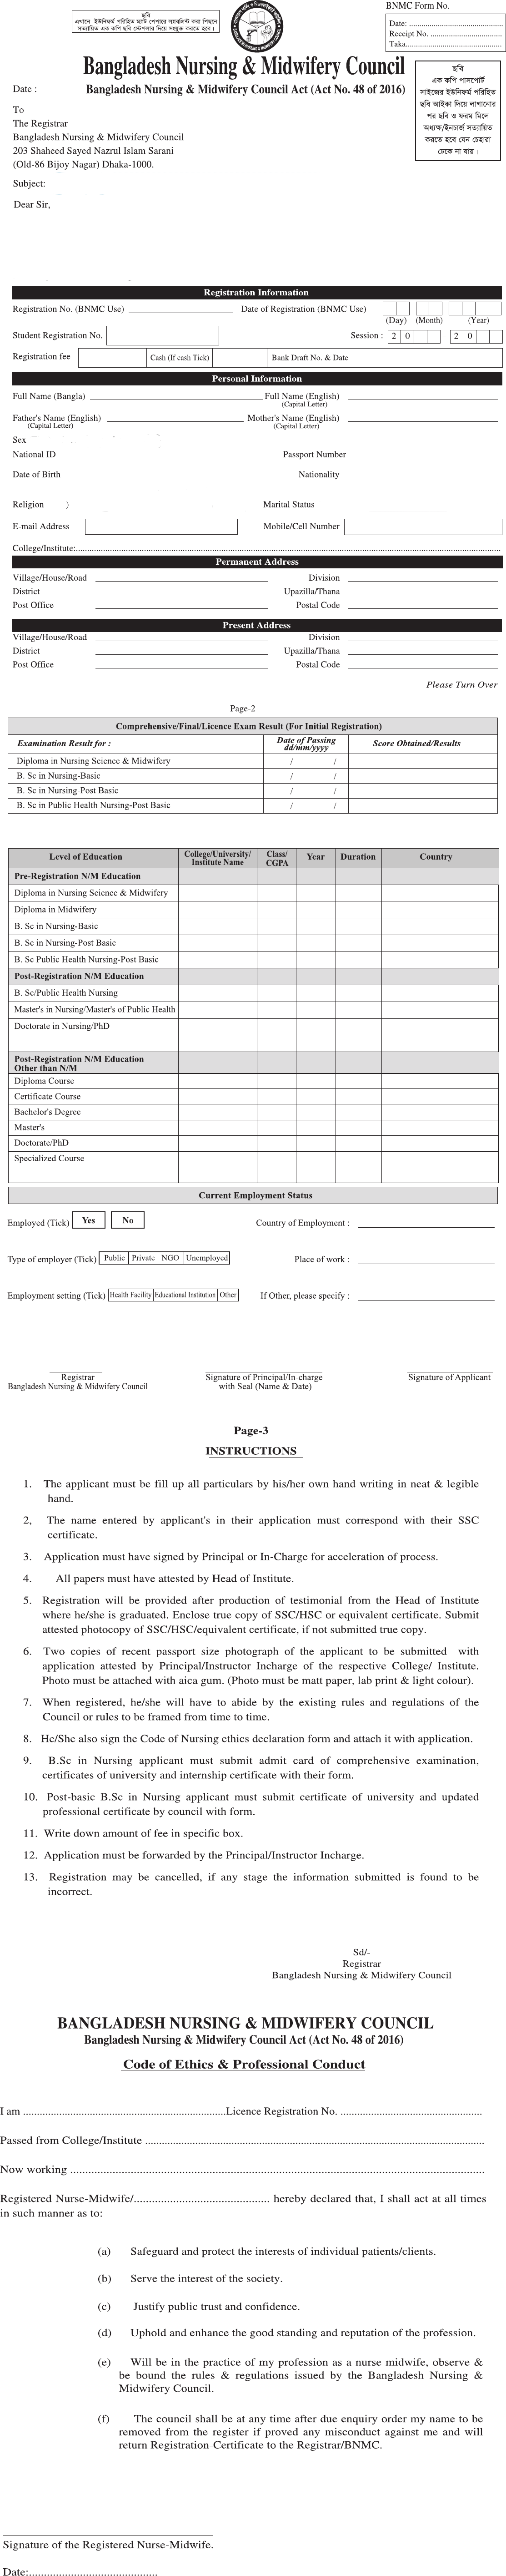 ছবি
এখানে ইউনিফর্ম পরিহিত ম্যাট পেপারে ল্যাবপ্রিন্ট করা পিছনে
সত্যায়িত এক কপি ছবি স্টেপলার দিয়ে সংযুক্ত করতে হবে।
BNMC Form No.
Date: ............................................
Receipt No. ..................................
Taka..............................................
Bangladesh Nursing & Midwifery Council
Date : Bangladesh Nursing & Midwifery Council Act (Act No. 48 of 2016)
ছবি
এক কপি পাসপোর্ট
সাইজের ইউনিফর্ম পরিহিত
ছবি আইকা দিয়ে লাগানোর
পর ছবি ও ফরম মিলে
অধ্যক্ষ/ইনচার্জ সত্যায়িত
করতে হবে যেন চেহারা
ঢেকে না যায়।
To
The Registrar
Bangladesh Nursing & Midwifery Council
203 Shaheed Sayed Nazrul Islam Sarani
(Old-86 Bijoy Nagar) Dhaka-1000.
Subject:
Dear Sir,
Registration Information
Registration No. (BNMC Use) Date of Registration (BNMC Use)
(Day) (Month) (Year)
Student Registration No. Session : 2 0 - 2 0
Registration fee Cash (If cash Tick) Bank Draft No. & Date
Personal Information
Full Name (Bangla) Full Name (English)
(Capital Letter)
Father's Name (English) Mother's Name (English)
(Capital Letter) (Capital Letter)
Sex
National ID Passport Number
Date of Birth Nationality
Religion ) Marital Status
E-mail Address Mobile/Cell Number
College/Institute:....................................................................................
Permanent Address
Village/House/Road Division
District Upazilla/Thana
Post Office Postal Code
Present Address
Village/House/Road Division
District Upazilla/Thana
Post Office Postal Code
Please Turn Over
Page-2
Comprehensive/Final/Licence Exam Result (For Initial Registration)
Examination Result for : Date of Passing dd/mm/yyyy Score Obtained/Results
Diploma in Nursing Science & Midwifery / /
B. Sc in Nursing-Basic / /
B. Sc in Nursing-Post Basic / /
B. Sc in Public Health Nursing-Post Basic / /
Level of Education College/University/ Institute Name Class/ CGPA Year Duration Country
Pre-Registration N/M Education
Diploma in Nursing Science & Midwifery
Diploma in Midwifery
B. Sc in Nursing-Basic
B. Sc in Nursing-Post Basic
B. Sc Public Health Nursing-Post Basic
Post-Registration N/M Education
B. Sc/Public Health Nursing
Master's in Nursing/Master's of Public Health
Doctorate in Nursing/PhD
Post-Registration N/M Education
Other than N/M
Diploma Course
Certificate Course
Bachelor's Degree
Master's
Doctorate/PhD
Specialized Course
Current Employment Status
Employed (Tick) Yes No Country of Employment :
Type of employer (Tick) Public Private NGO Unemployed Place of work :
Employment setting (Tick) Health Facility Educational Institution Other If Other, please specify :
Registrar Signature of Principal/In-charge Signature of Applicant
Bangladesh Nursing & Midwifery Council with Seal (Name & Date)
Page-3
INSTRUCTIONS
1. The applicant must be fill up all particulars by his/her own hand writing in neat & legible
hand.
2, The name entered by applicant's in their application must correspond with their SSC
certificate.
3. Application must have signed by Principal or In-Charge for acceleration of process.
4. All papers must have attested by Head of Institute.
5. Registration will be provided after production of testimonial from the Head of Institute
where he/she is graduated. Enclose true copy of SSC/HSC or equivalent certificate. Submit
attested photocopy of SSC/HSC/equivalent certificate, if not submitted true copy.
6. Two copies of recent passport size photograph of the applicant to be submitted with
application attested by Principal/Instructor Incharge of the respective College/ Institute.
Photo must be attached with aica gum. (Photo must be matt paper, lab print & light colour).
7. When registered, he/she will have to abide by the existing rules and regulations of the
Council or rules to be framed from time to time.
8. He/She also sign the Code of Nursing ethics declaration form and attach it with application.
9. B.Sc in Nursing applicant must submit admit card of comprehensive examination,
certificates of university and internship certificate with their form.
10. Post-basic B.Sc in Nursing applicant must submit certificate of university and updated
professional certificate by council with form.
11. Write down amount of fee in specific box.
12. Application must be forwarded by the Principal/Instructor Incharge.
13. Registration may be cancelled, if any stage the information submitted is found to be
incorrect.
Sd/-
Registrar
Bangladesh Nursing & Midwifery Council
BANGLADESH NURSING & MIDWIFERY COUNCIL
Bangladesh Nursing & Midwifery Council Act (Act No. 48 of 2016)
Code of Ethics & Professional Conduct
I am ........................................................................Licence Registration No. ..................................................
Passed from College/Institute ........................................................................................................................
Now working ........................................................................................................................................
Registered Nurse-Midwife/............................................. hereby declared that, I shall act at all times
in such manner as to:
(a) Safeguard and protect the interests of individual patients/clients.
(b) Serve the interest of the society.
(c) Justify public trust and confidence.
(d) Uphold and enhance the good standing and reputation of the profession.
(e) Will be in the practice of my profession as a nurse midwife, observe &
be bound the rules & regulations issued by the Bangladesh Nursing &
Midwifery Council.
(f) The council shall be at any time after due enquiry order my name to be
removed from the register if proved any misconduct against me and will
return Registration-Certificate to the Registrar/BNMC.
Signature of the Registered Nurse-Midwife.
Date:...........................................